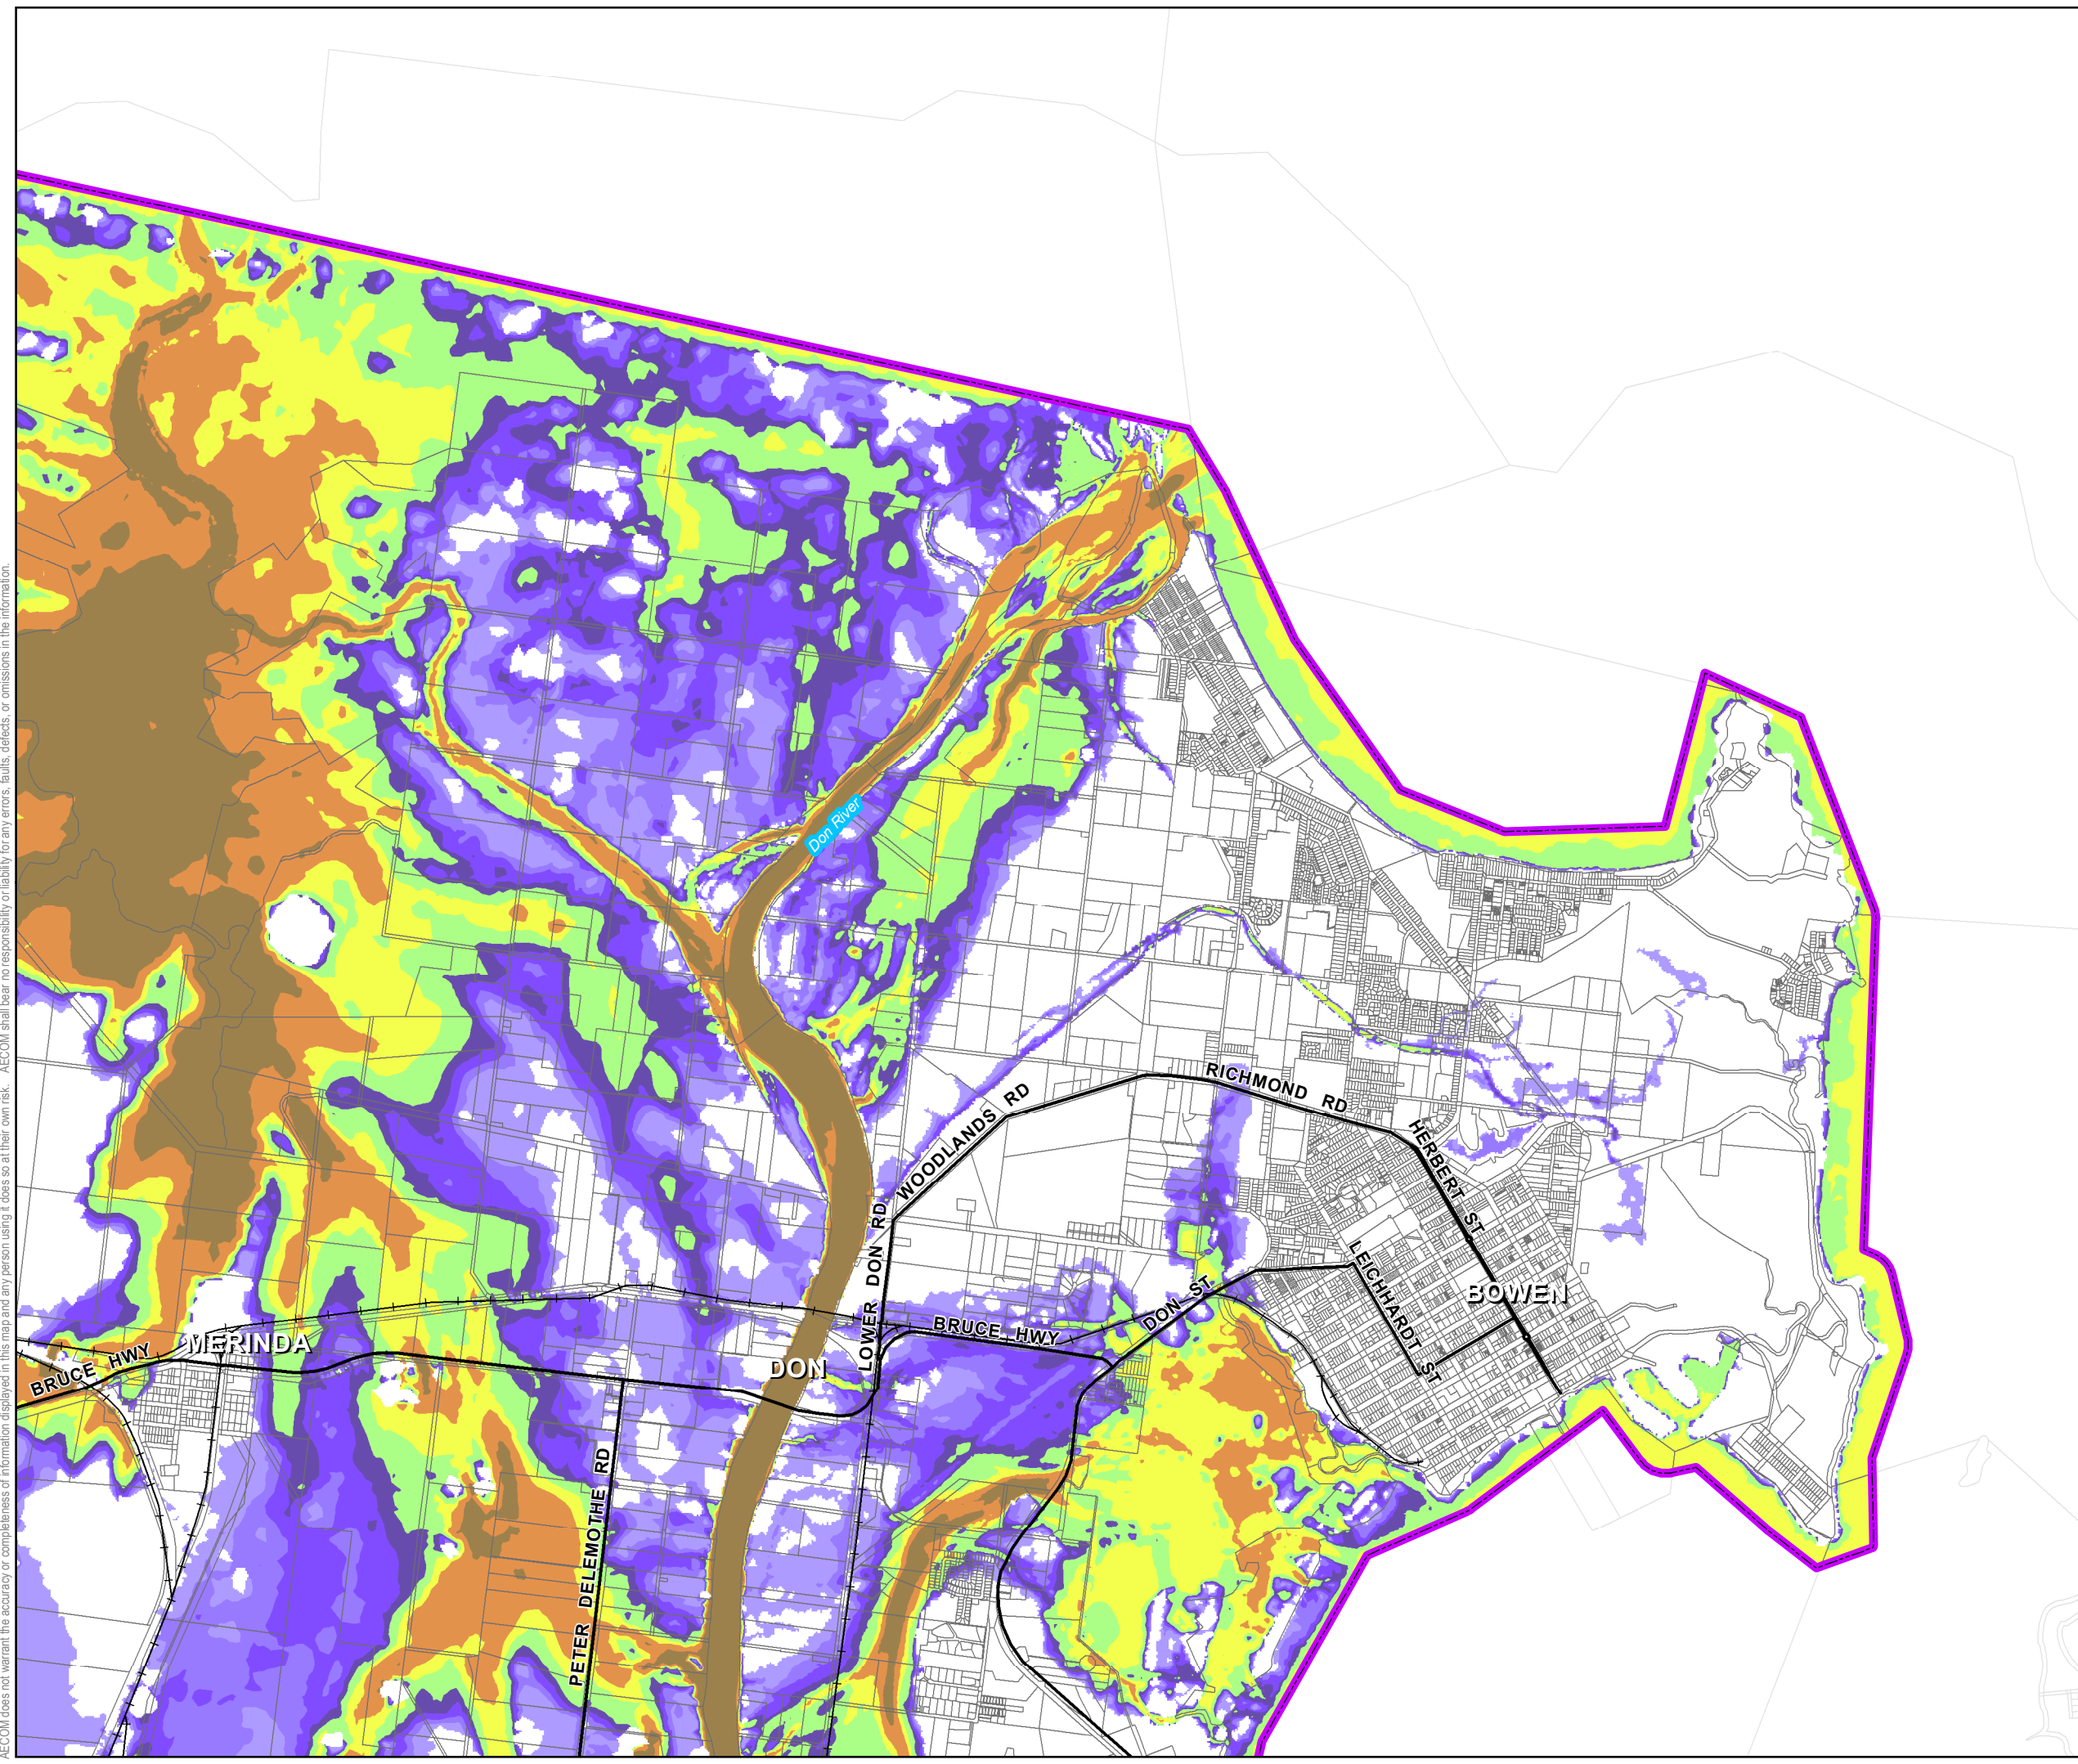 AECOM does not warrant the accuracy or completeness of information displayed in this map and any person using it does so at their own risk. AECOM shall bear no responsibility or liability for any errors, faults, defects, or omissions in the information.
Don River
WOODLANDS RD
RICHMOND RD
HERBERT ST
LOWER DON RD
DON ST
LEICHHARDT ST
BOWEN
BRUCE HWY
MERINDA
BRUCE HWY
DON
PETER DELEMOTHE RD